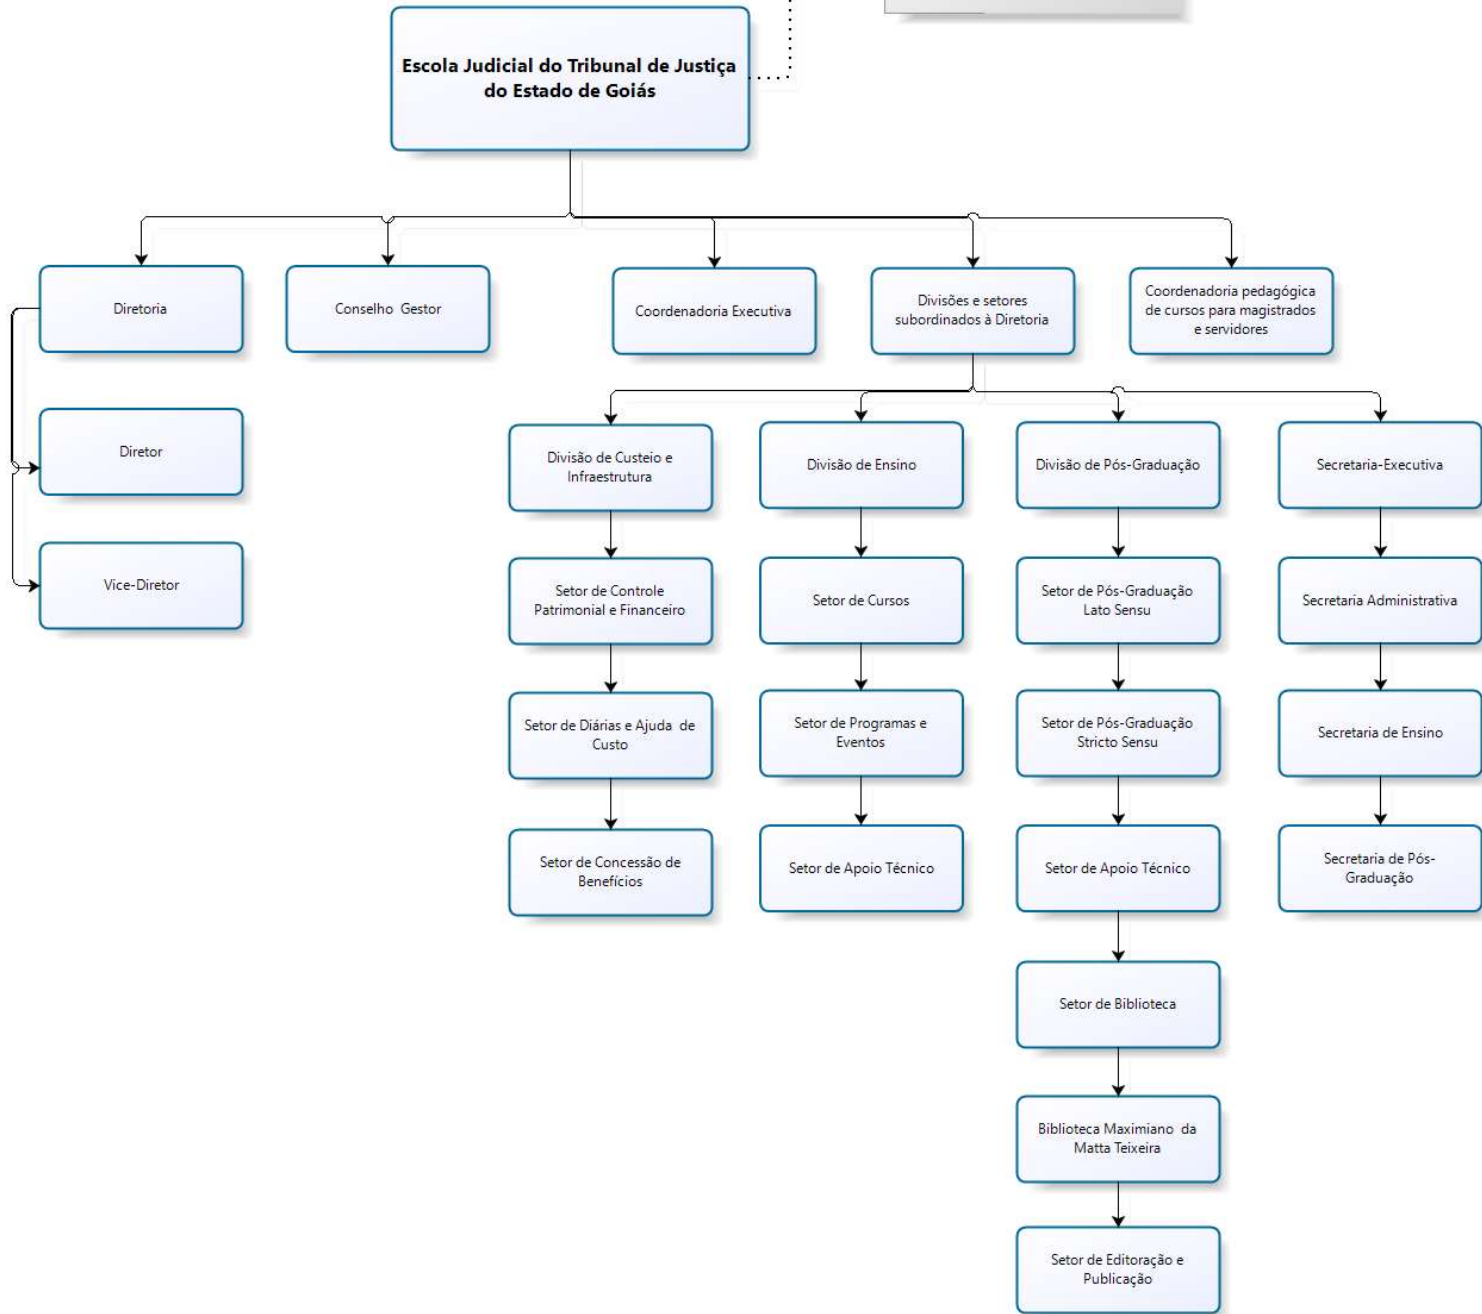 Escola Judicial do Tribunal de Justiça
do Estado de Goiás
Diretoria
Conselho Gestor
Coordenadoria Executiva
Divisões e setores
subordinados à Diretoria
Coordenadoria pedagógica
de cursos para magistrados
e servidores
Diretor
Vice-Diretor
Divisão de Custeio e
Infraestrutura
Divisão de Ensino
Divisão de Pós-Graduação
Secretaria-Executiva
Setor de Controle
Patrimonial e Financeiro
Setor de Cursos
Setor de Pós-Graduação
Lato Sensu
Secretaria Administrativa
Setor de Diárias e Ajuda de
Custo
Setor de Programas e
Eventos
Setor de Pós-Graduação
Stricto Sensu
Secretaria de Ensino
Setor de Concessão de
Benefícios
Setor de Apoio Técnico
Setor de Apoio Técnico
Secretaria de Pós-
Graduação
Setor de Biblioteca
Biblioteca Maximiano da
Matta Teixeira
Setor de Editoração e
Publicação